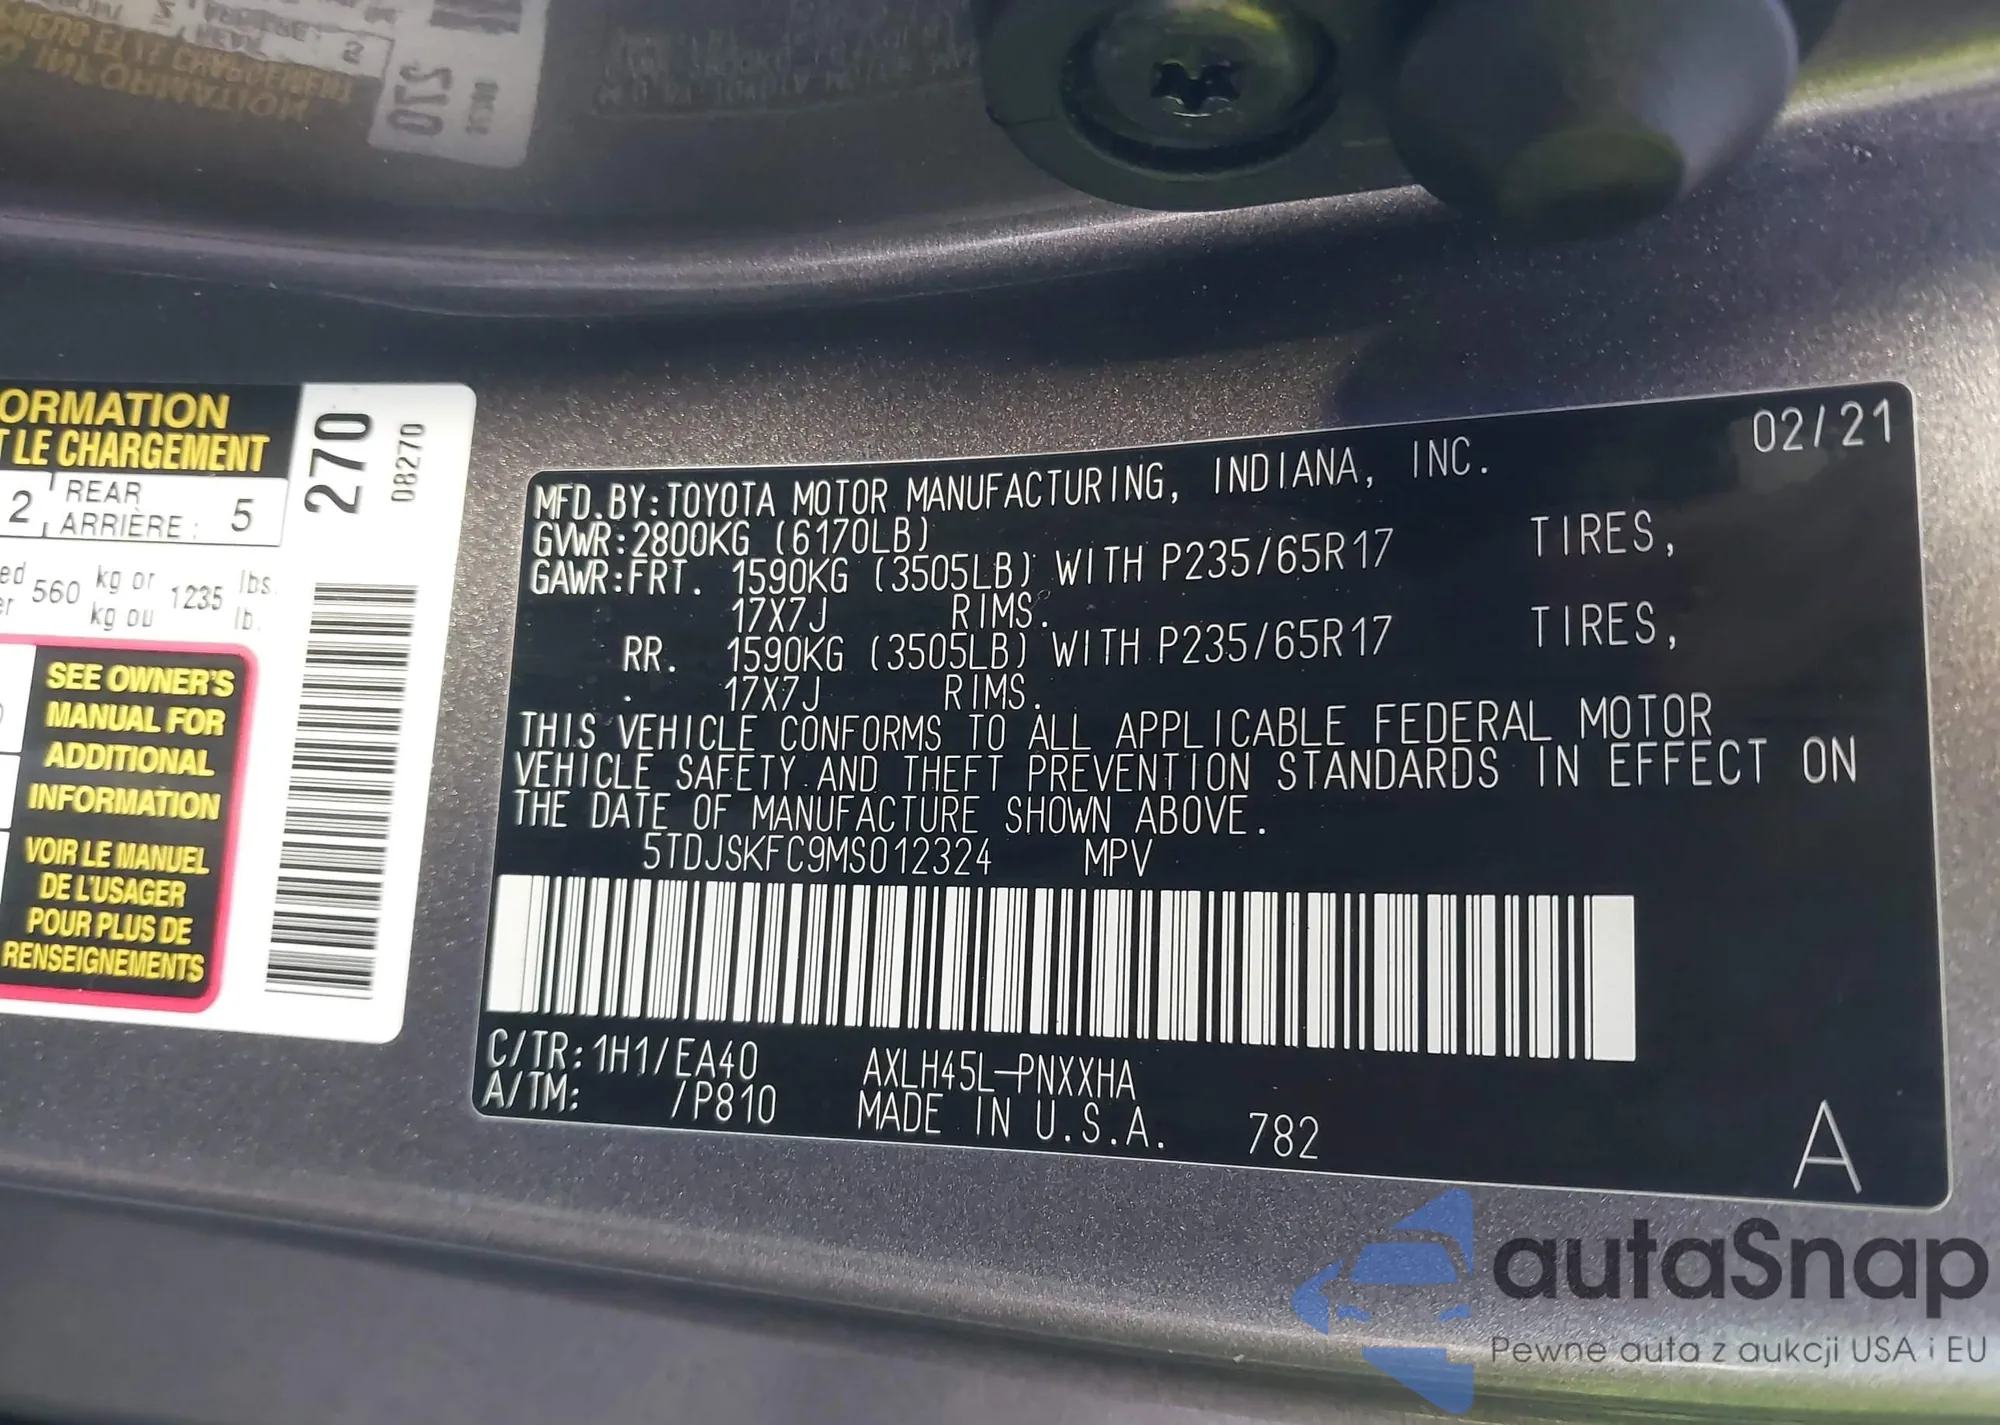 ORMATION
T LE CHARGEMENT
2 REAR
ARRIÈRE : 5
270
08270
560 kg or 1235 lbs.
kg ou lb.
SEE OWNER'S
MANUAL FOR
ADDITIONAL
INFORMATION
VOIR LE MANUEL
DE L'USAGER
POUR PLUS DE
RENSEIGNEMENTS
02/21
MFD. BY: TOYOTA MOTOR MANUFACTURING, INDIANA, INC.
GVWR: 2800KG (6170LB)
GAWR: FRT. 1590KG (3505LB) WITH P235/65R17 TIRES,
17X7J RIMS.
RR. 1590KG (3505LB) WITH P235/65R17 TIRES,
17X7J RIMS.
THIS VEHICLE CONFORMS TO ALL APPLICABLE FEDERAL MOTOR
VEHICLE SAFETY AND THEFT PREVENTION STANDARDS IN EFFECT ON
THE DATE OF MANUFACTURE SHOWN ABOVE.
5TDJSKFC9MS012324 MPV
C/TR: 1H1/EA40 AXLH45L-PNXXHA
A/TM: /P810 MADE IN U.S.A. 782
A
autaSnap
Pewne auta z aukcji USA i EU